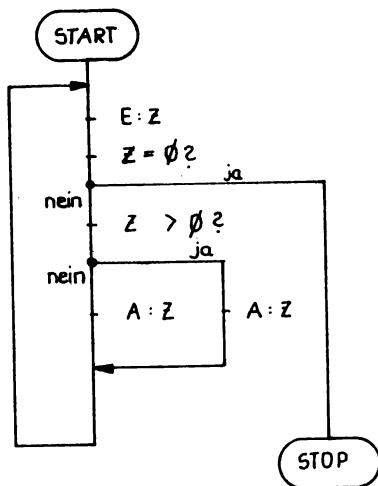 START
E : Z
Z = Ø ?
ja
nein
Z > Ø ?
ja
nein
A : Z
A : Z
STOP